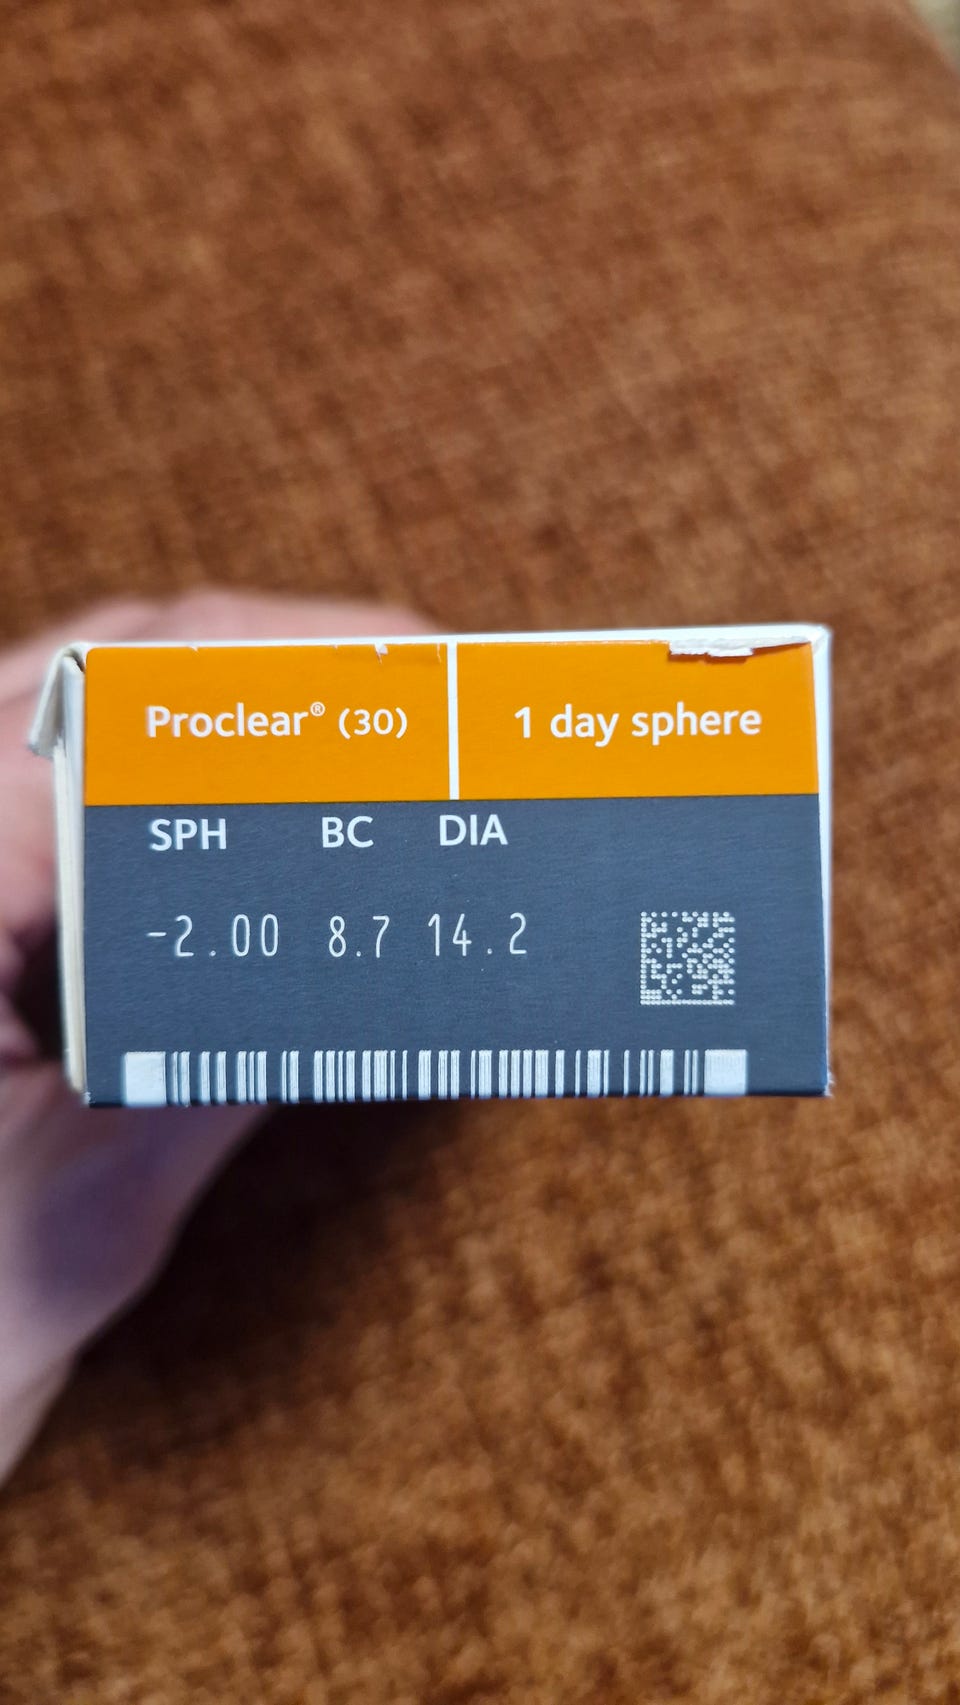 Proclear® (30) 1 day sphere
SPH BC DIA
-2.00 8.7 14.2